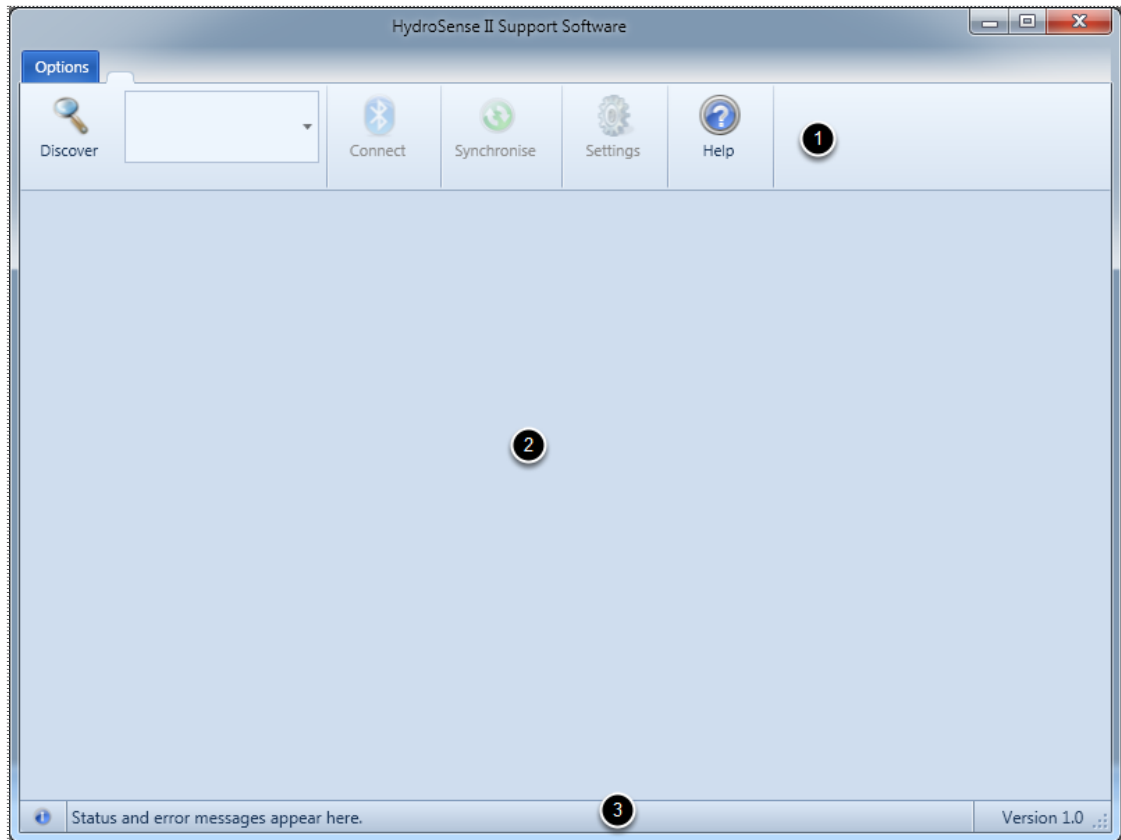 HydroSense II Support Software
Options
Discover
Connect
Synchronise
Settings
Help
1
2
3
Status and error messages appear here.
Version 1.0